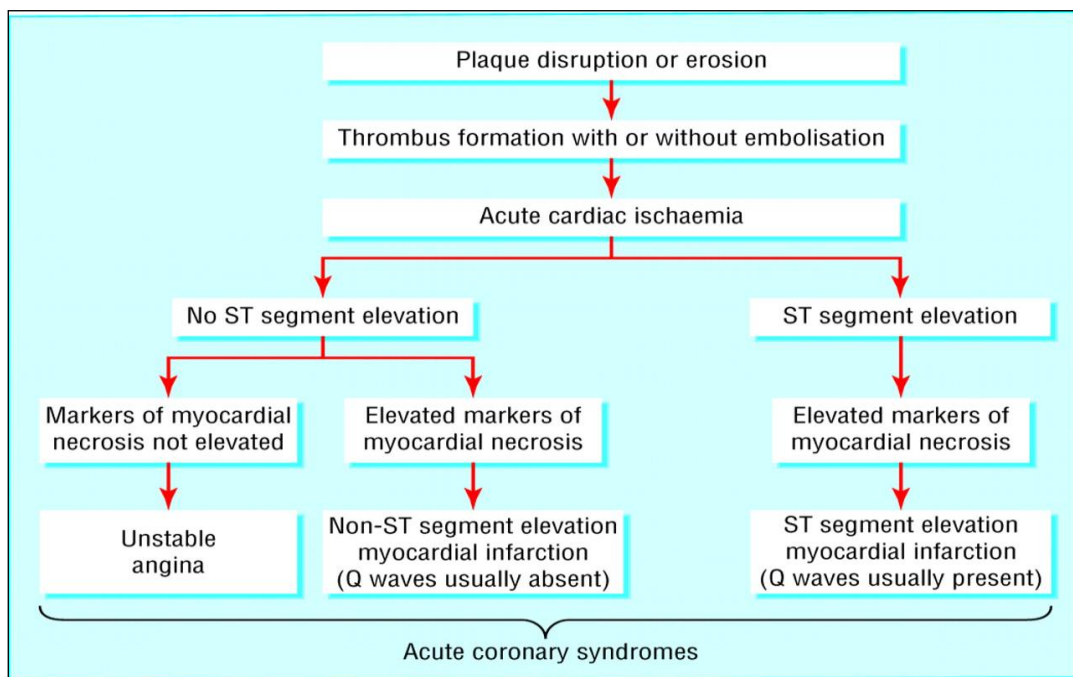 Plaque disruption or erosion
Thrombus formation with or without embolisation
Acute cardiac ischaemia
No ST segment elevation
ST segment elevation
Markers of myocardial
necrosis not elevated
Elevated markers of
myocardial necrosis
Elevated markers of
myocardial necrosis
Unstable
angina
Non-ST segment elevation
myocardial infarction
(Q waves usually absent)
ST segment elevation
myocardial infarction
(Q waves usually present)
Acute coronary syndromes